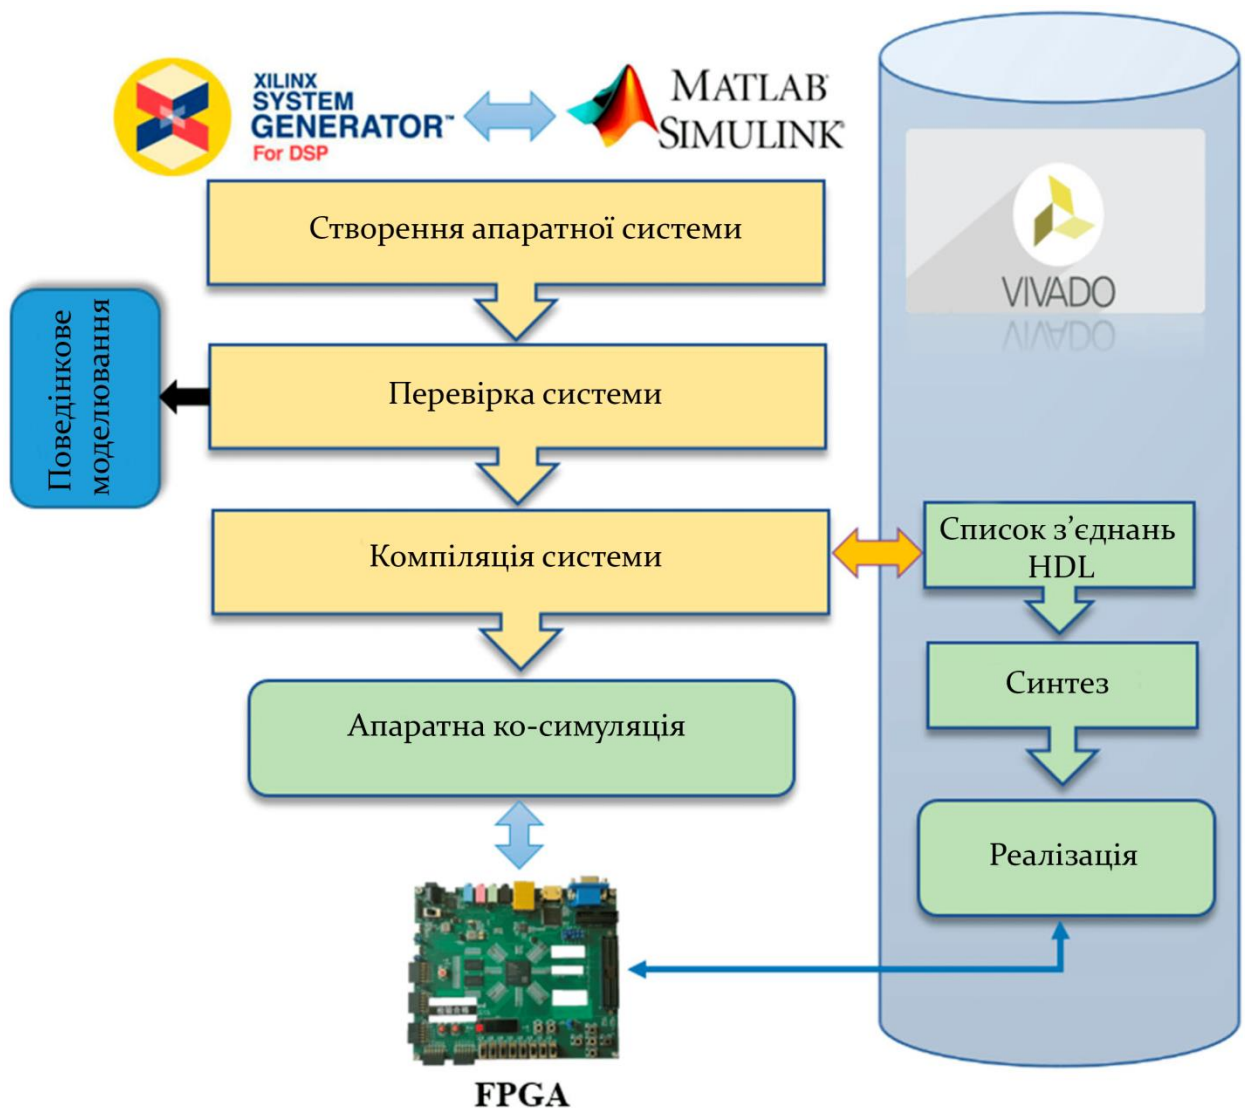 XILINX
SYSTEM
GENERATOR™
For DSP
MATLAB®
SIMULINK®
VIVADO
Створення апаратної системи
Поведінкове
моделювання
Перевірка системи
Компіляція системи
Список з’єднань
HDL
Синтез
Апаратна ко-симуляція
Реалізація
FPGA